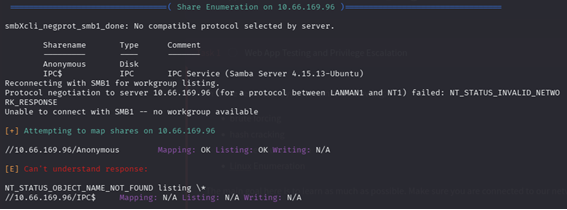 ( Share Enumeration on 10.66.169.96 )
smbXcli_negprot_smb1_done: No compatible protocol selected by server.
Sharename Type Comment
--------- ---- -------
Anonymous Disk
IPC$ IPC IPC Service (Samba Server 4.15.13-Ubuntu)
Reconnecting with SMB1 for workgroup listing.
Protocol negotiation to server 10.66.169.96 (for a protocol between LANMAN1 and NT1) failed: NT_STATUS_INVALID_NETWO
RK_RESPONSE
Unable to connect with SMB1 -- no workgroup available
[+] Attempting to map shares on 10.66.169.96
//10.66.169.96/Anonymous Mapping: OK Listing: OK Writing: N/A
[E] Can't understand response:
NT_STATUS_OBJECT_NAME_NOT_FOUND listing \*
//10.66.169.96/IPC$ Mapping: N/A Listing: N/A Writing: N/A